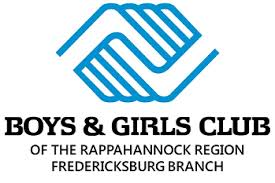 BOYS & GIRLS CLUB
OF THE RAPPAHANNOCK REGION
FREDERICKSBURG BRANCH